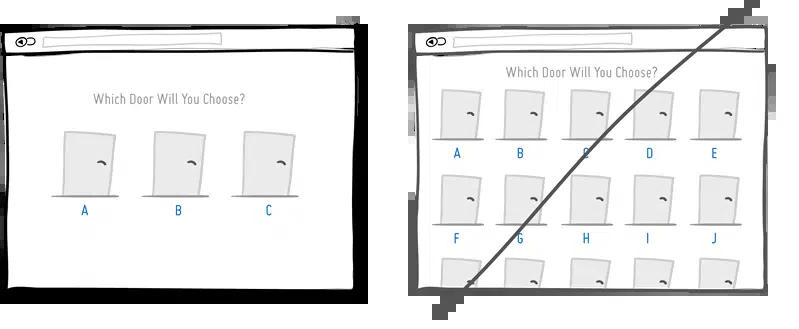 Which Door Will You Choose?
A B C
Which Door Will You Choose?
A B C D E
F G H I J